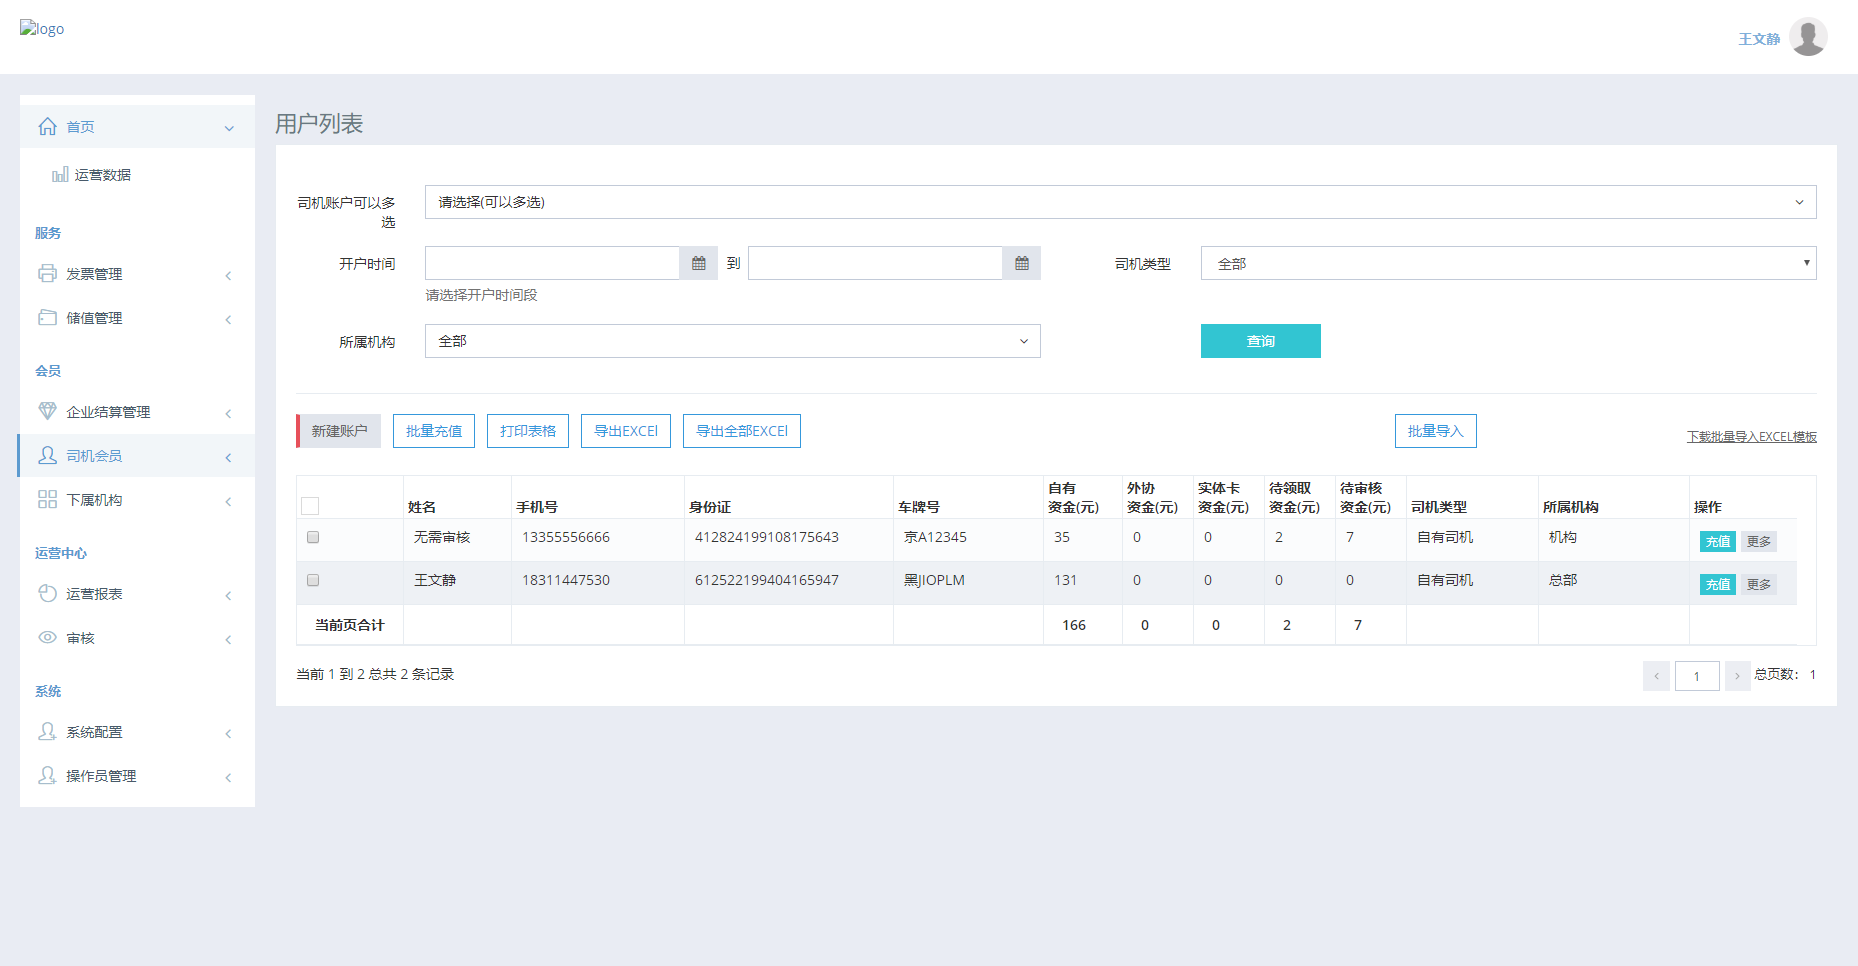 logo
王文静
首页
运营数据
服务
发票管理
储值管理
会员
企业结算管理
司机会员
下属机构
运营中心
运营报表
审核
系统
系统配置
操作员管理
用户列表
司机账户可以多
选
请选择(可以多选)
开户时间
到
司机类型
全部
请选择开户时间段
所属机构
全部
查询
新建账户
批量充值
打印表格
导出EXCEl
导出全部EXCEl
批量导入
下载批量导入EXCEL模板
姓名 手机号 身份证 车牌号 自有资金(元) 外协资金(元) 实体卡资金(元) 待领取资金(元) 待审核资金(元) 司机类型 所属机构 操作
无需审核 13355556666 412824199108175643 京A12345 35 0 0 2 7 自有司机 机构 充值 更多
王文静 18311447530 612522199404165947 黑JIOPLM 131 0 0 0 0 自有司机 总部 充值 更多
当前页合计 166 0 0 2 7
当前 1 到 2 总共 2 条记录
1
总页数： 1